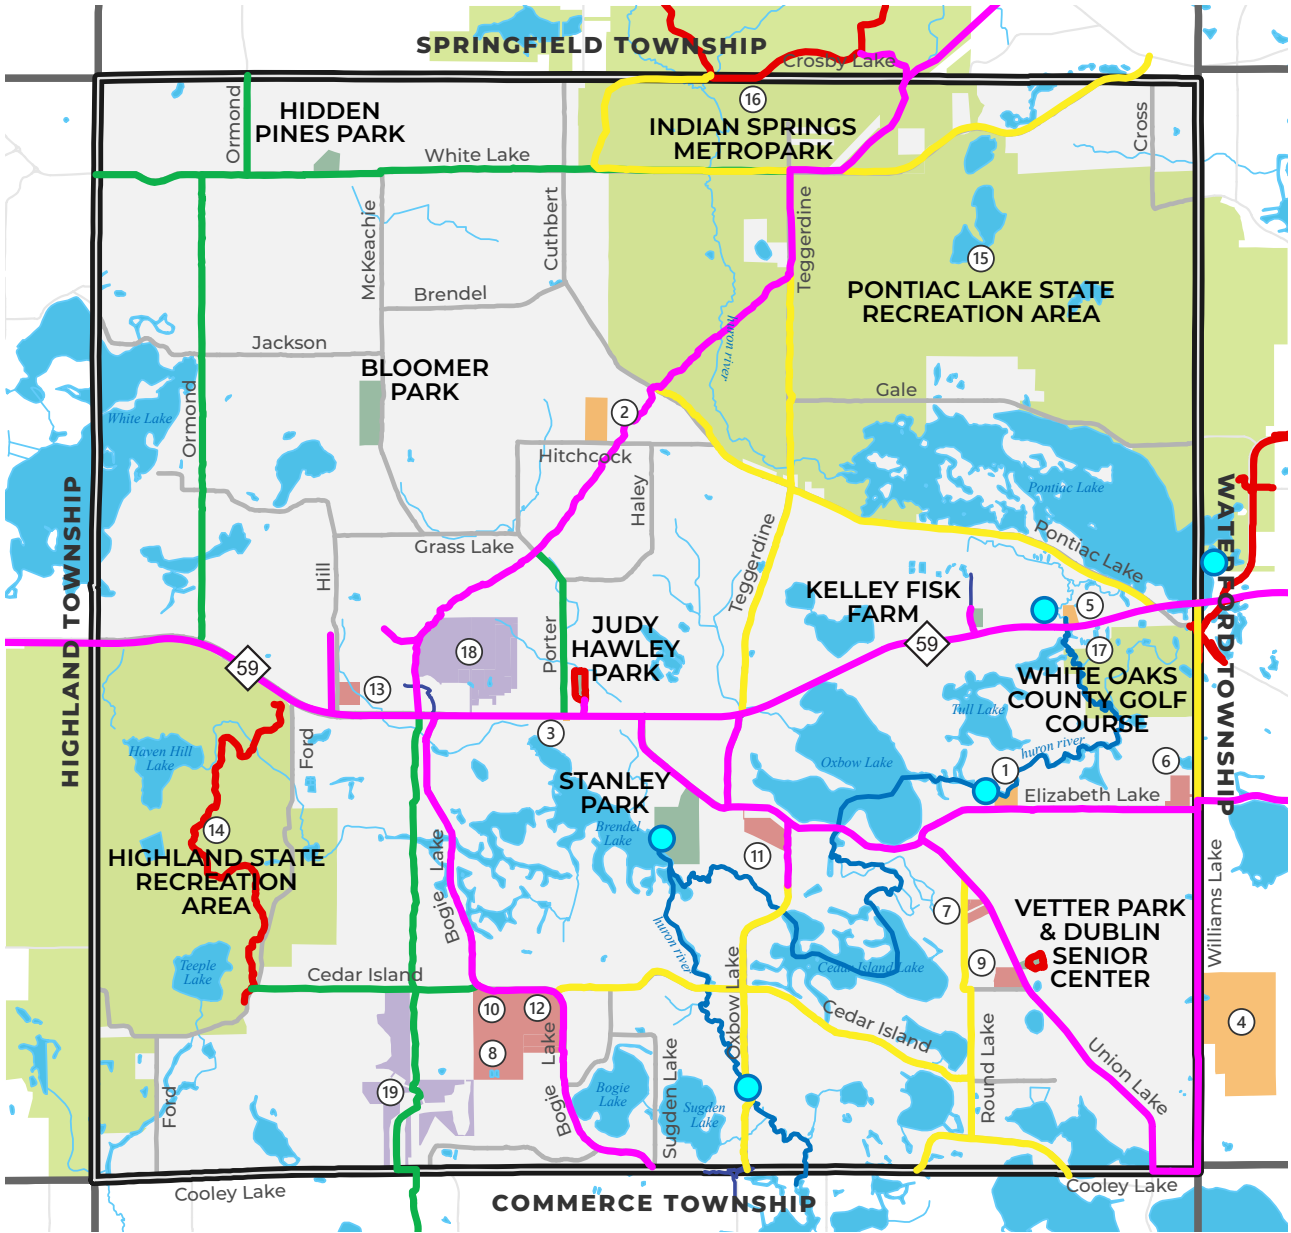 SPRINGFIELD TOWNSHIP
Crosby Lake
16
HIDDEN
PINES PARK
Ormond
INDIAN SPRINGS
METROPARK
Cross
White Lake
McKeachie
Cuthbert
Teggerdine
15
PONTIAC LAKE STATE
RECREATION AREA
Brendel
huron river
Jackson
BLOOMER
PARK
Gale
Ormond
White Lake
2
Hitchcock
Haley
Pontiac Lake
HIGHLAND TOWNSHIP
WATERFORD TOWNSHIP
Grass Lake
Pontiac Lake
Hill
Teggerdine
KELLEY FISK
FARM
5
Porter
JUDY
HAWLEY
PARK
59
59
18
17
WHITE OAKS
COUNTY GOLF
COURSE
13
Tull Lake
Ford
3
Haven Hill
Lake
huron river
Oxbow Lake
6
1
STANLEY
PARK
Elizabeth Lake
14
Brendel
Lake
HIGHLAND STATE
RECREATION
AREA
Bogie Lake
11
Williams Lake
7
VETTER PARK
& DUBLIN
SENIOR
CENTER
huron river
9
Teeple
Lake
Cedar Island
Cedar Island Lake
Oxbow Lake
10
12
8
Cedar Island
4
Bogie Lake
Round Lake
Union Lake
Ford
19
Bogie
Lake
Sugden Lake
Sugden
Lake
Cooley Lake
COMMERCE TOWNSHIP
Cooley Lake